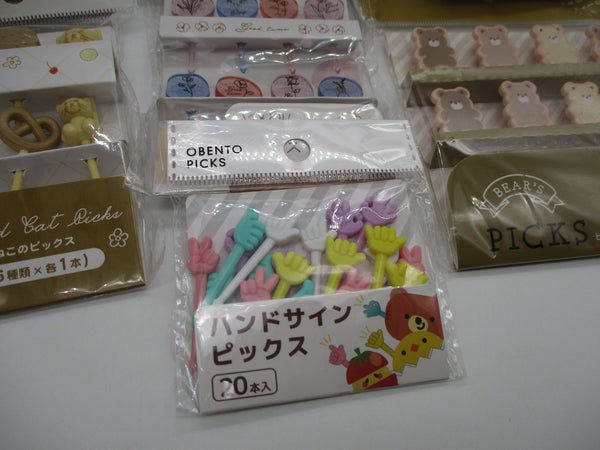 OBENTO
PICKS
ハンドサイン
ピックス
20本入
Cat Picks
ねこのピックス
種類×各1本)
BEAR'S
PICKS